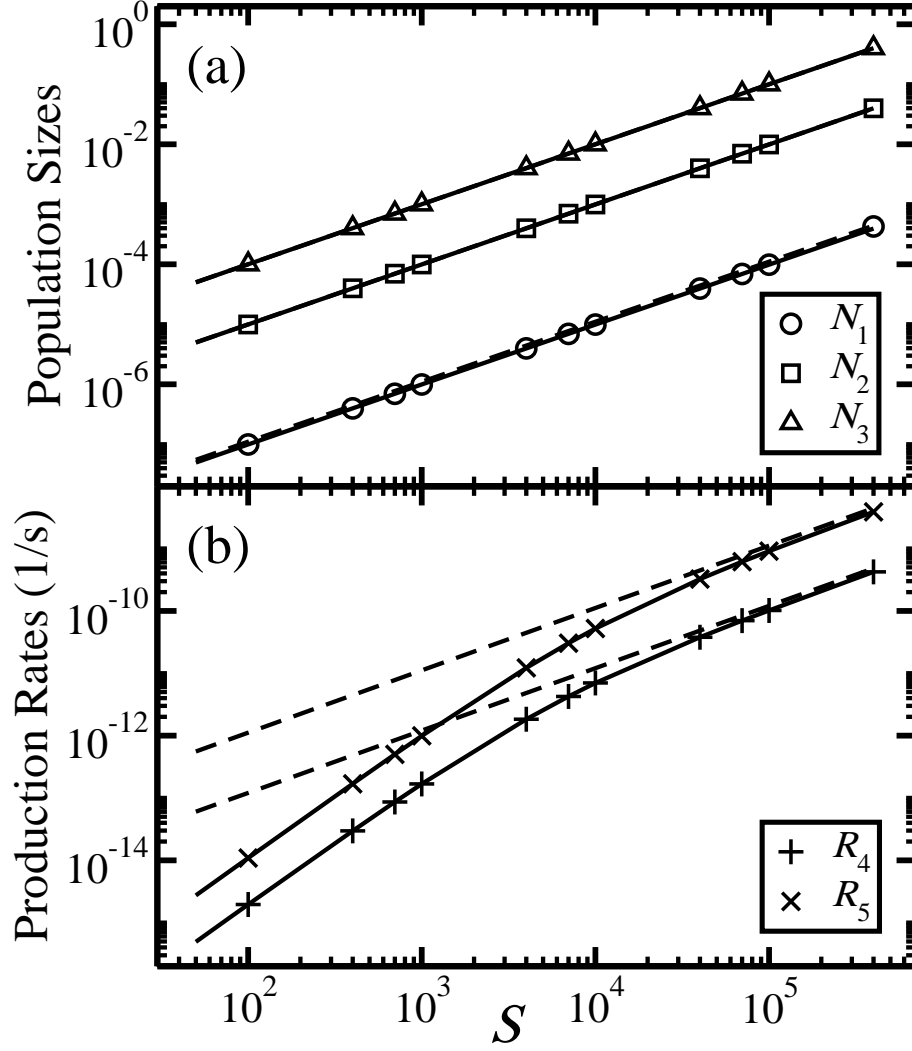 (a)
Population Sizes
10^0
10^-2
10^-4
10^-6
N_1
N_2
N_3
(b)
Production Rates (1/s)
10^-10
10^-12
10^-14
R_4
R_5
10^2
10^3
10^4
10^5
S